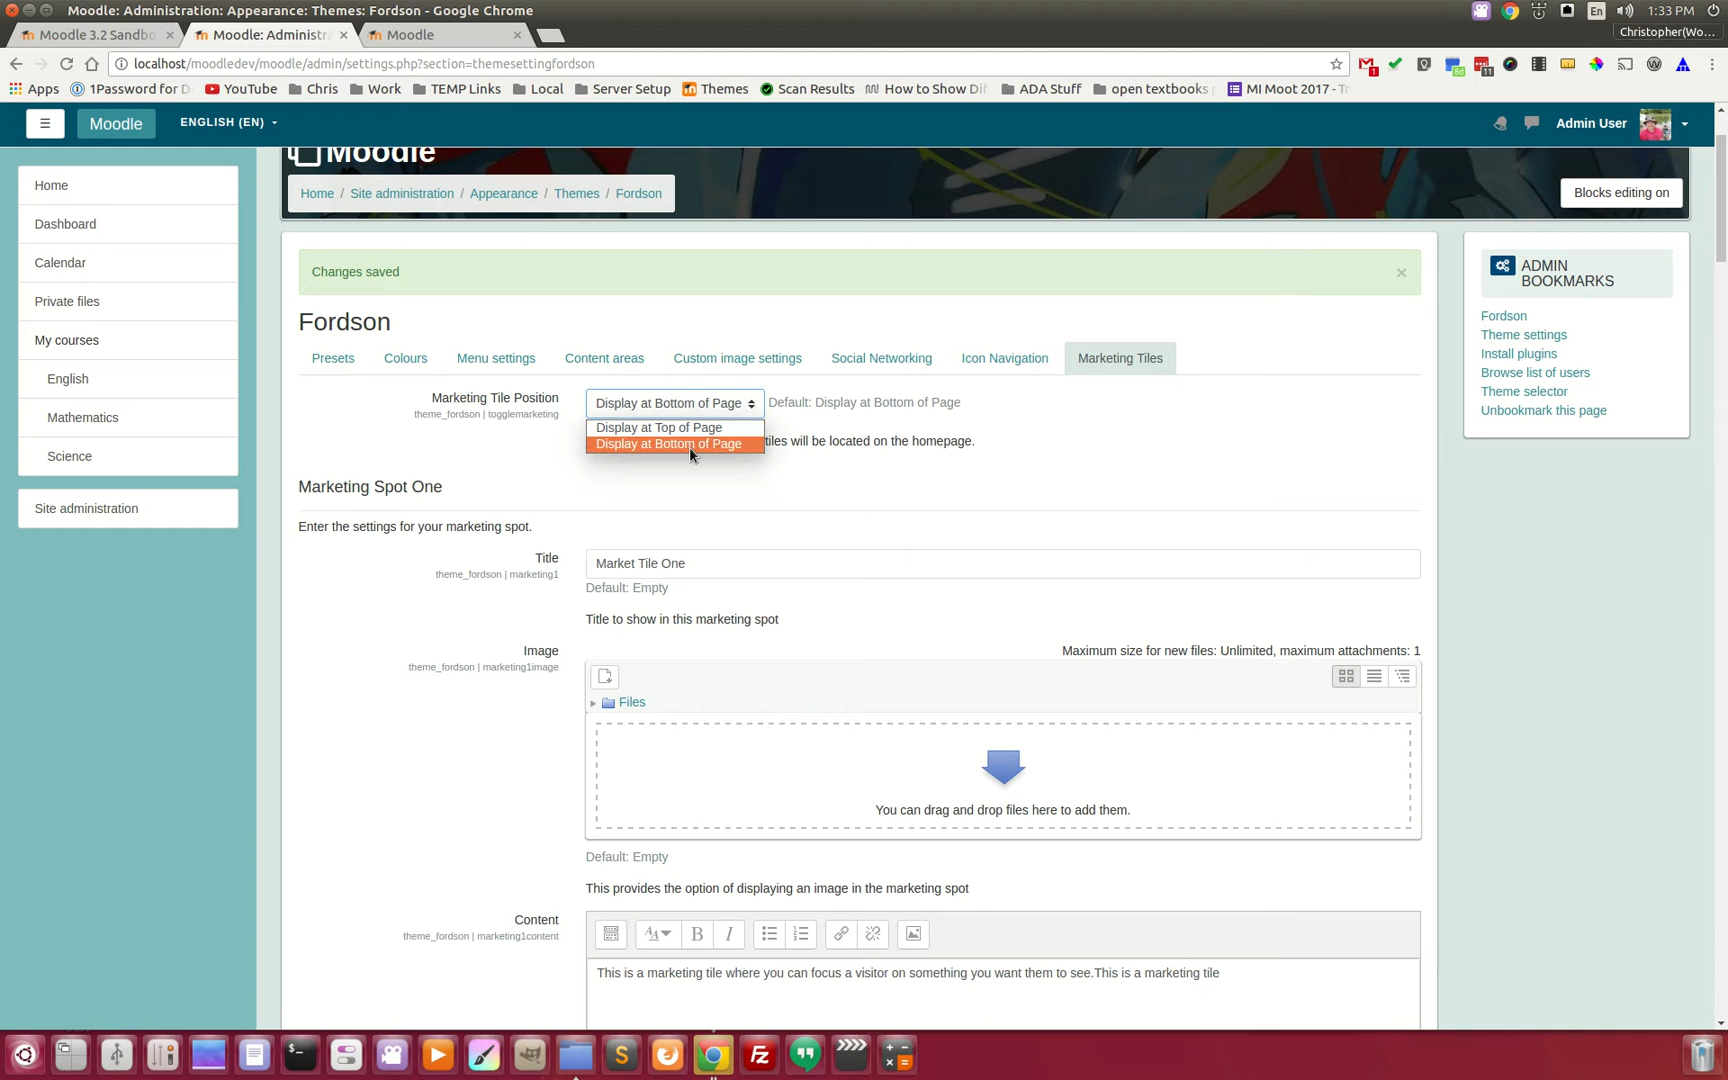 Moodle: Administration: Appearance: Themes: Fordson - Google Chrome
En 1:33 PM
Moodle 3.2 Sandbo
Moodle: Administra
Moodle
Christopher(Wo...
localhost/moodledev/moodle/admin/settings.php?section=themesettingfordson
1
8d
11
Apps 1Password for D YouTube Chris Work TEMP Links Local Server Setup Themes Scan Results How to Show Di ADA Stuff open textbooks MI Moot 2017 - Tr
Moodle
ENGLISH (EN)
Admin User
Moodle
Home / Site administration / Appearance / Themes / Fordson
Blocks editing on
Home
Dashboard
Calendar
Private files
My courses
English
Mathematics
Science
Site administration
Changes saved
×
Fordson
Presets Colours Menu settings Content areas Custom image settings Social Networking Icon Navigation Marketing Tiles
Marketing Tile Position
theme_fordson | togglemarketing
Display at Bottom of Page
Default: Display at Bottom of Page
Display at Top of Page
Display at Bottom of Page
tiles will be located on the homepage.
Marketing Spot One
Enter the settings for your marketing spot.
Title
theme_fordson | marketing1
Market Tile One
Default: Empty
Title to show in this marketing spot
Image
theme_fordson | marketing1image
Maximum size for new files: Unlimited, maximum attachments: 1
Files
You can drag and drop files here to add them.
Default: Empty
This provides the option of displaying an image in the marketing spot
Content
theme_fordson | marketing1content
This is a marketing tile where you can focus a visitor on something you want them to see.This is a marketing tile
ADMIN
BOOKMARKS
Fordson
Theme settings
Install plugins
Browse list of users
Theme selector
Unbookmark this page